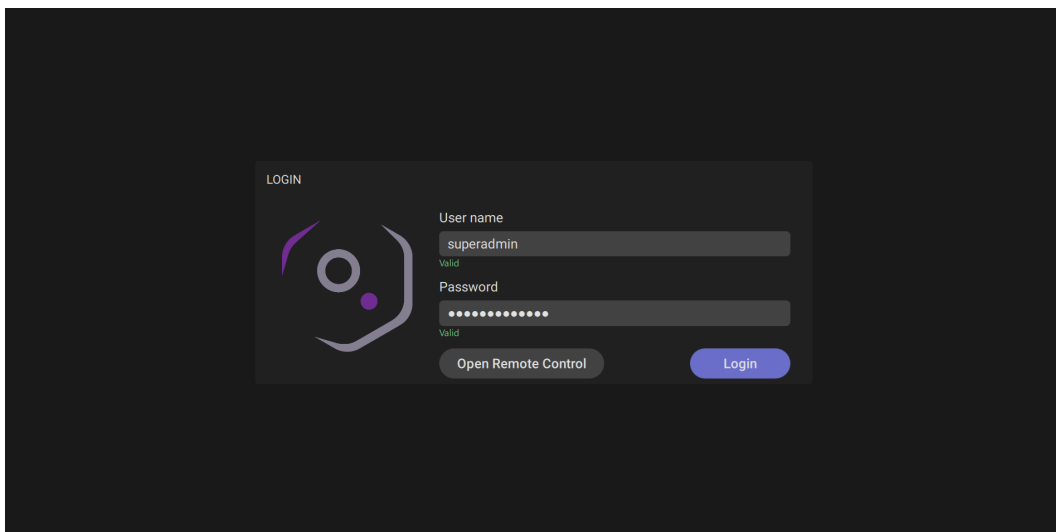 LOGIN
User name
superadmin
Valid
Password
●●●●●●●●●●●●●
Valid
Open Remote Control
Login